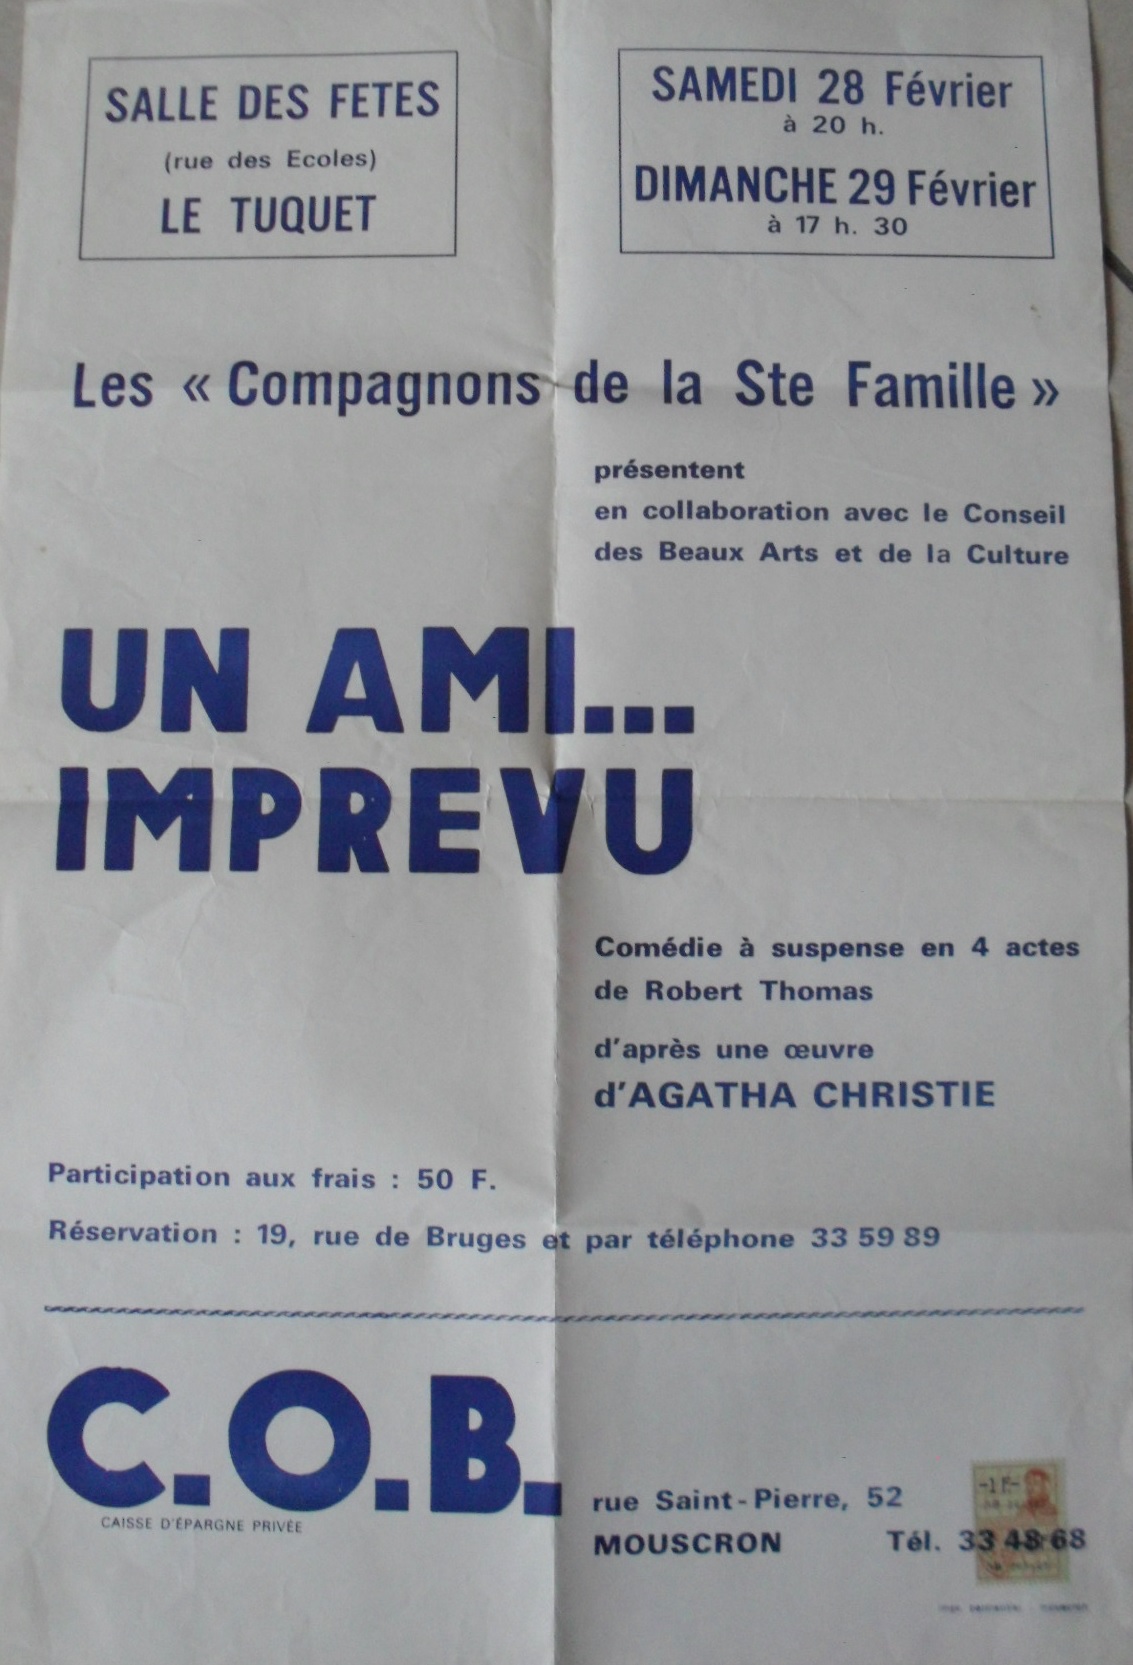 SALLE DES FETES
(rue des Ecoles)
LE TUQUET
SAMEDI 28 Février
à 20 h.
DIMANCHE 29 Février
à 17 h. 30
Les « Compagnons de la Ste Famille »
présentent
en collaboration avec le Conseil
des Beaux Arts et de la Culture
UN AMI...
IMPREVU
Comédie à suspense en 4 actes
de Robert Thomas
d'après une œuvre
d'AGATHA CHRISTIE
Participation aux frais : 50 F.
Réservation : 19, rue de Bruges et par téléphone 33 59 89
C.O.B.
CAISSE D'ÉPARGNE PRIVÉE
rue Saint-Pierre, 52
MOUSCRON Tél. 33 48 68
-1 F-